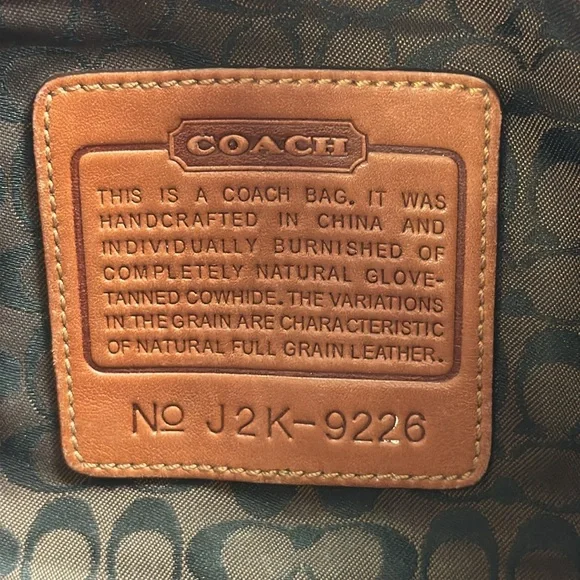 COACH
THIS IS A COACH BAG. IT WAS
HANDCRAFTED IN CHINA AND
INDIVIDUALLY BURNISHED OF
COMPLETELY NATURAL GLOVE-
TANNED COWHIDE. THE VARIATIONS
IN THE GRAIN ARE CHARACTERISTIC
OF NATURAL FULL GRAIN LEATHER.
No J2K-9226